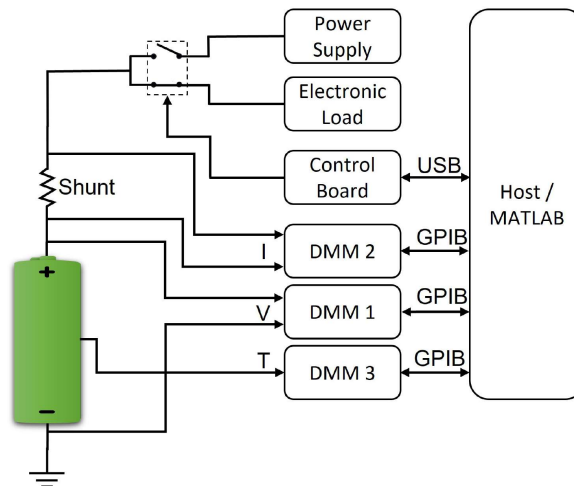 Power
Supply
Electronic
Load
Control
Board
USB
Host /
MATLAB
Shunt
I
DMM 2
GPIB
+
V
DMM 1
GPIB
T
DMM 3
GPIB
−